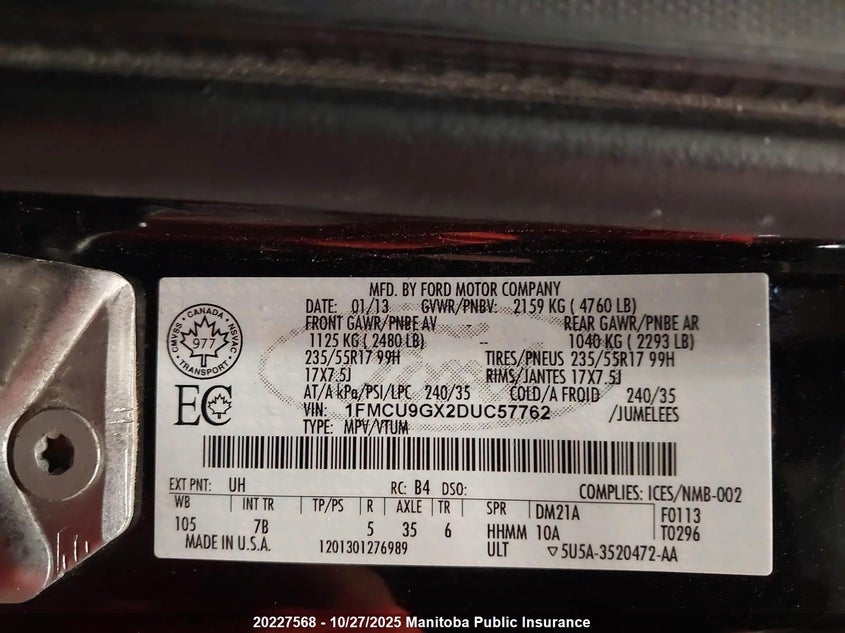 MFD. BY FORD MOTOR COMPANY
DATE: 01/13 GVWR/PNBV: 2159 KG ( 4760 LB)
FRONT GAWR/PNBE AV REAR GAWR/PNBE AR
1125 KG ( 2480 LB) -- 1040 KG ( 2293 LB)
235/55R17 99H TIRES/PNEUS 235/55R17 99H
17X7.5J RIMS/JANTES 17X7.5J
AT/A kPa/PSI/LPC 240/35 COLD/A FROID 240/35
VIN: 1FMCU9GX2DUC57762 /JUMELEES
TYPE: MPV/VTUM
CANADA
CMVSS 977 NSVAC
TRANSPORT
EC
EXT PNT: UH RC: B4 DSO: COMPLIES: ICES/NMB-002
WB INT TR TP/PS R AXLE TR SPR DM21A F0113
105 7B 5 35 6 HHMM 10A T0296
MADE IN U.S.A. 1201301276989 ULT ▽5U5A-3520472-AA
20227568 - 10/27/2025 Manitoba Public Insurance